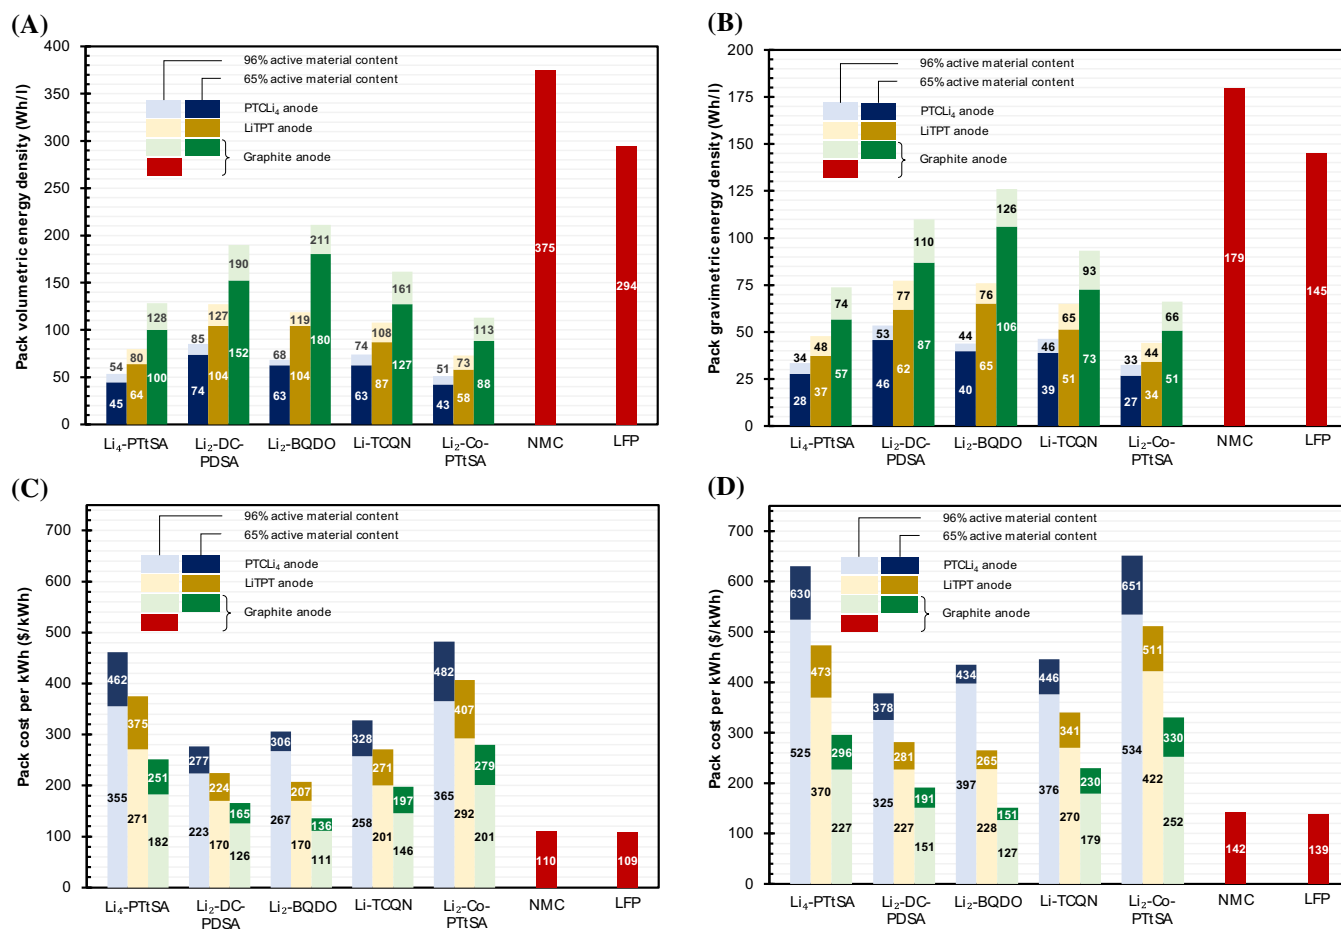 (A)
Pack volumetric energy density (Wh/l)
400
350
300
250
200
150
100
50
0
96% active material content
65% active material content
PTCLi₄ anode
LiTPT anode
Graphite anode
54 80 128
45 64 100
85 127 190
74 104 152
68 119 211
63 104 180
74 108 161
63 87 127
51 73 113
43 58 88
375
294
Li₄-PTtSA
Li₂-DC-
PDSA
Li₂-BQDO
Li-TCQN
Li₂-Co-
PTtSA
NMC
LFP
(B)
Pack gravimetric energy density (Wh/l)
200
175
150
125
100
75
50
25
0
96% active material content
65% active material content
PTCLi₄ anode
LiTPT anode
Graphite anode
34 48 74
28 37 57
53 77 110
46 62 87
44 76 126
40 65 106
46 65 93
39 51 73
33 44 66
27 34 51
179
145
Li₄-PTtSA
Li₂-DC-
PDSA
Li₂-BQDO
Li-TCQN
Li₂-Co-
PTtSA
NMC
LFP
(C)
Pack cost per kWh ($/kWh)
700
600
500
400
300
200
100
0
96% active material content
65% active material content
PTCLi₄ anode
LiTPT anode
Graphite anode
462 375 251
355 271 182
277 224 165
223 170 126
306 207 136
267 170 111
328 271 197
258 201 146
482 407 279
365 292 201
110
109
Li₄-PTtSA
Li₂-DC-
PDSA
Li₂-BQDO
Li-TCQN
Li₂-Co-
PTtSA
NMC
LFP
(D)
Pack cost per kWh ($/kWh)
700
600
500
400
300
200
100
0
96% active material content
65% active material content
PTCLi₄ anode
LiTPT anode
Graphite anode
630 473 296
525 370 227
378 281 191
325 227 151
434 265 151
397 228 127
446 341 230
376 270 179
651 511 330
534 422 252
142
139
Li₄-PTtSA
Li₂-DC-
PDSA
Li₂-BQDO
Li-TCQN
Li₂-Co-
PTtSA
NMC
LFP